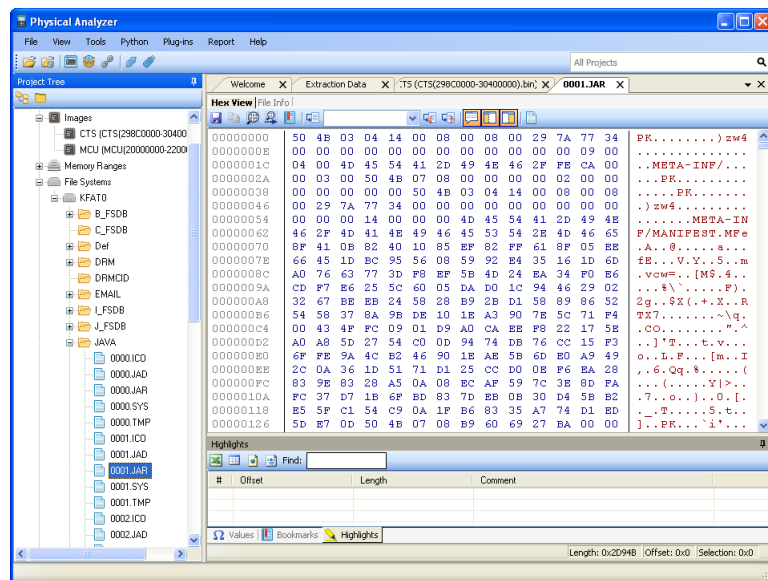 Physical Analyzer
File View Tools Python Plug-ins Report Help
All Projects
Project Tree
Welcome X Extraction Data X :TS (CTS(298C0000-30400000).bin) X 0001.JAR X
Hex View File Info
Images
CTS (CTS(298C0000-30400
MCU (MCU(20000000-2200
Memory Ranges
File Systems
KFAT0
B_FSDB
C_FSDB
Def
DRM
DRMCID
EMAIL
I_FSDB
J_FSDB
JAVA
0000.ICO
0000.JAD
0000.JAR
0000.SYS
0000.TMP
0001.ICO
0001.JAD
0001.JAR
0001.SYS
0001.TMP
0002.ICO
0002.JAD
00000000 50 4B 03 04 14 00 08 00 08 00 29 7A 77 34 PK........)zw4
0000000E 00 00 00 00 00 00 00 00 00 00 00 00 09 00 ..............
0000001C 04 00 4D 45 54 41 2D 49 4E 46 2F FE CA 00 ..META-INF/...
0000002A 00 03 00 50 4B 07 08 00 00 00 00 02 00 00 ...PK.........
00000038 00 00 00 00 00 50 4B 03 04 14 00 08 00 08 .....PK.......
00000046 00 29 7A 77 34 00 00 00 00 00 00 00 00 00 .)zw4.........
00000054 00 00 00 14 00 00 00 4D 45 54 41 2D 49 4E .......META-IN
00000062 46 2F 4D 41 4E 49 46 45 53 54 2E 4D 46 65 F/MANIFEST.MFe
00000070 8F 41 0B 82 40 10 85 EF 82 FF 61 8F 05 EE .A..@.....a...
0000007E 66 45 1D BC 95 56 08 59 92 E4 35 16 1D 6D fE...V.Y..5..m
0000008C A0 76 63 77 3D F8 EF 5B 4D 24 EA 34 F0 E6 .vcw=..[M$.4..
0000009A CD F7 E6 25 5C 60 05 DA D0 1C 94 46 29 02 ...%\`.....F).
000000A8 32 67 BE EB 24 58 28 B9 2B D1 58 89 86 52 2g..$X(.+.X..R
000000B6 54 58 37 8A 9B DE 10 1E A3 90 7E 5C 71 F4 TX7.......~\q.
000000C4 00 43 4F FC 09 01 D9 A0 CA EE F8 22 17 5E .CO........".^
000000D2 A0 A8 5D 27 54 C0 0D 94 74 DB 76 CC 15 F3 ..]'T...t.v...
000000E0 6F FE 9A 4C B2 46 90 1E AE 5B 6D E0 A9 49 o..L.F...[m..I
000000EE 2C 0A 36 1D 51 71 D1 25 CC D0 0E F6 EA 28 ,.6.Qq.%.....(
000000FC 83 9E 83 28 A5 0A 08 EC AF 59 7C 3E 8D FA ...(.....Y|>..
0000010A FC 37 D7 1B 6F BD 83 7D EB 0B 30 D4 5B B2 .7..o..}..0.[.
00000118 E5 5F C1 54 C9 0A 1F B6 83 35 A7 74 D1 ED ._.T.....5.t..
00000126 5D E7 0D 50 4B 07 08 B9 60 69 27 BA 00 00 ]..PK...`i'...
Highlights
Find:
# Offset Length Comment
Values Bookmarks Highlights
Length: 0x2D94B Offset: 0x0 Selection: 0x0